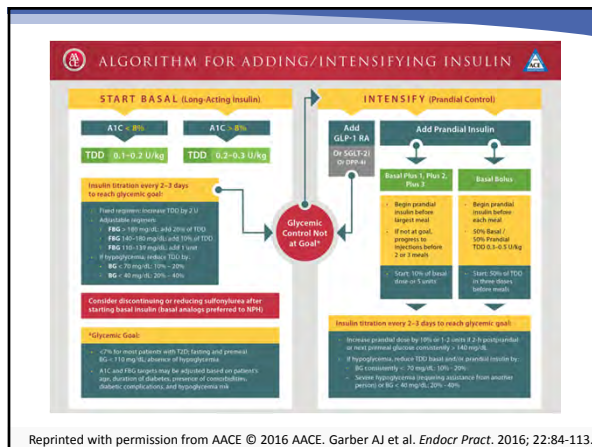 AACE
ALGORITHM FOR ADDING/INTENSIFYING INSULIN
ACE
START BASAL (Long-Acting Insulin)
A1C < 8%
A1C > 8%
TDD 0.1–0.2 U/kg
TDD 0.2–0.3 U/kg
Insulin titration every 2–3 days
to reach glycemic goal:
Fixed regimen: Increase TDD by 2 U
Adjustable regimen:
FBG > 180 mg/dL: add 20% of TDD
FBG 140–180 mg/dL: add 10% of TDD
FBG 110–139 mg/dL: add 1 unit
If hypoglycemia, reduce TDD by:
BG < 70 mg/dL: 10% – 20%
BG < 40 mg/dL: 20% – 40%
Consider discontinuing or reducing sulfonylurea after
starting basal insulin (basal analogs preferred to NPH)
*Glycemic Goal:
<7% for most patients with T2D; fasting and premeal
BG < 110 mg/dL; absence of hypoglycemia
A1C and FBG targets may be adjusted based on patient's
age, duration of diabetes, presence of comorbidities,
diabetic complications, and hypoglycemia risk
Glycemic
Control Not
at Goal*
INTENSIFY (Prandial Control)
Add
GLP-1 RA
Or SGLT-2i
Or DPP-4i
Add Prandial Insulin
Basal Plus 1, Plus 2,
Plus 3
Begin prandial
insulin before
largest meal
If not at goal,
progress to
injections before
2 or 3 meals
Start: 10% of basal
dose or 5 units
Basal Bolus
Begin prandial
insulin before
each meal
50% Basal /
50% Prandial
TDD 0.3–0.5 U/kg
Start: 50% of TDD
in three doses
before meals
Insulin titration every 2–3 days to reach glycemic goal:
Increase prandial dose by 10% or 1-2 units if 2-h postprandial
or next premeal glucose consistently > 140 mg/dL
If hypoglycemia, reduce TDD basal and/or prandial insulin by:
BG consistently < 70 mg/dL: 10% - 20%
Severe hypoglycemia (requiring assistance from another
person) or BG < 40 mg/dL: 20% - 40%
Reprinted with permission from AACE © 2016 AACE. Garber AJ et al. Endocr Pract. 2016; 22:84-113.